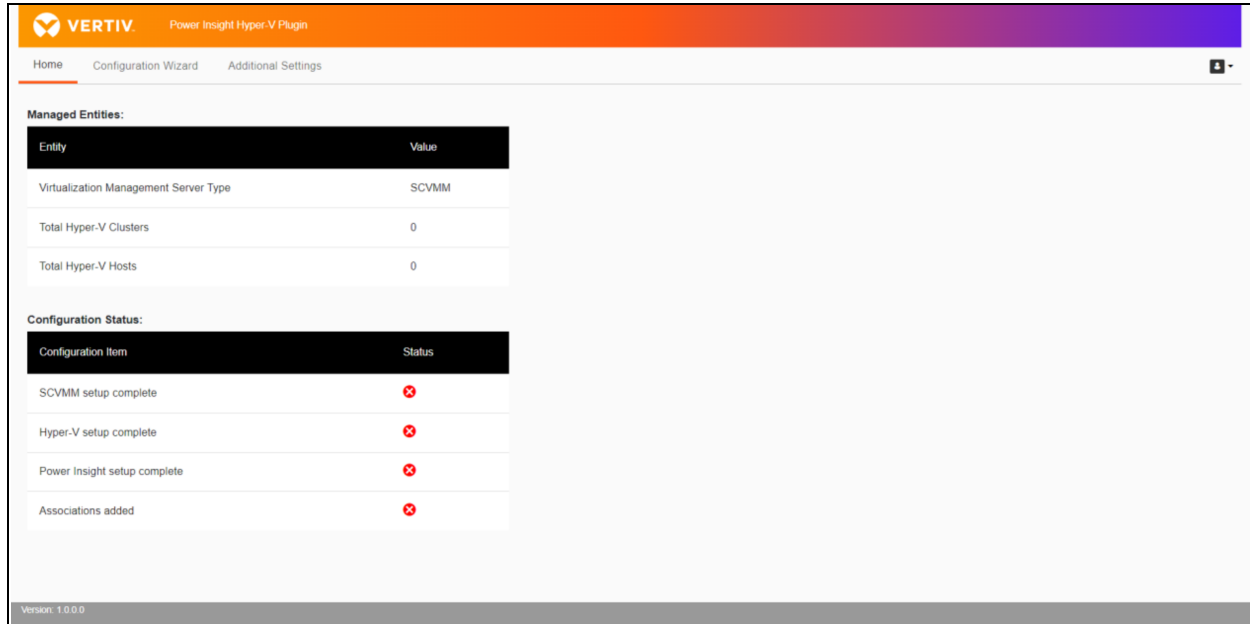 VERTIV. Power Insight Hyper-V Plugin
Home Configuration Wizard Additional Settings
Managed Entities:
Entity Value
Virtualization Management Server Type SCVMM
Total Hyper-V Clusters 0
Total Hyper-V Hosts 0
Configuration Status:
Configuration Item Status
SCVMM setup complete
Hyper-V setup complete
Power Insight setup complete
Associations added
Version: 1.0.0.0